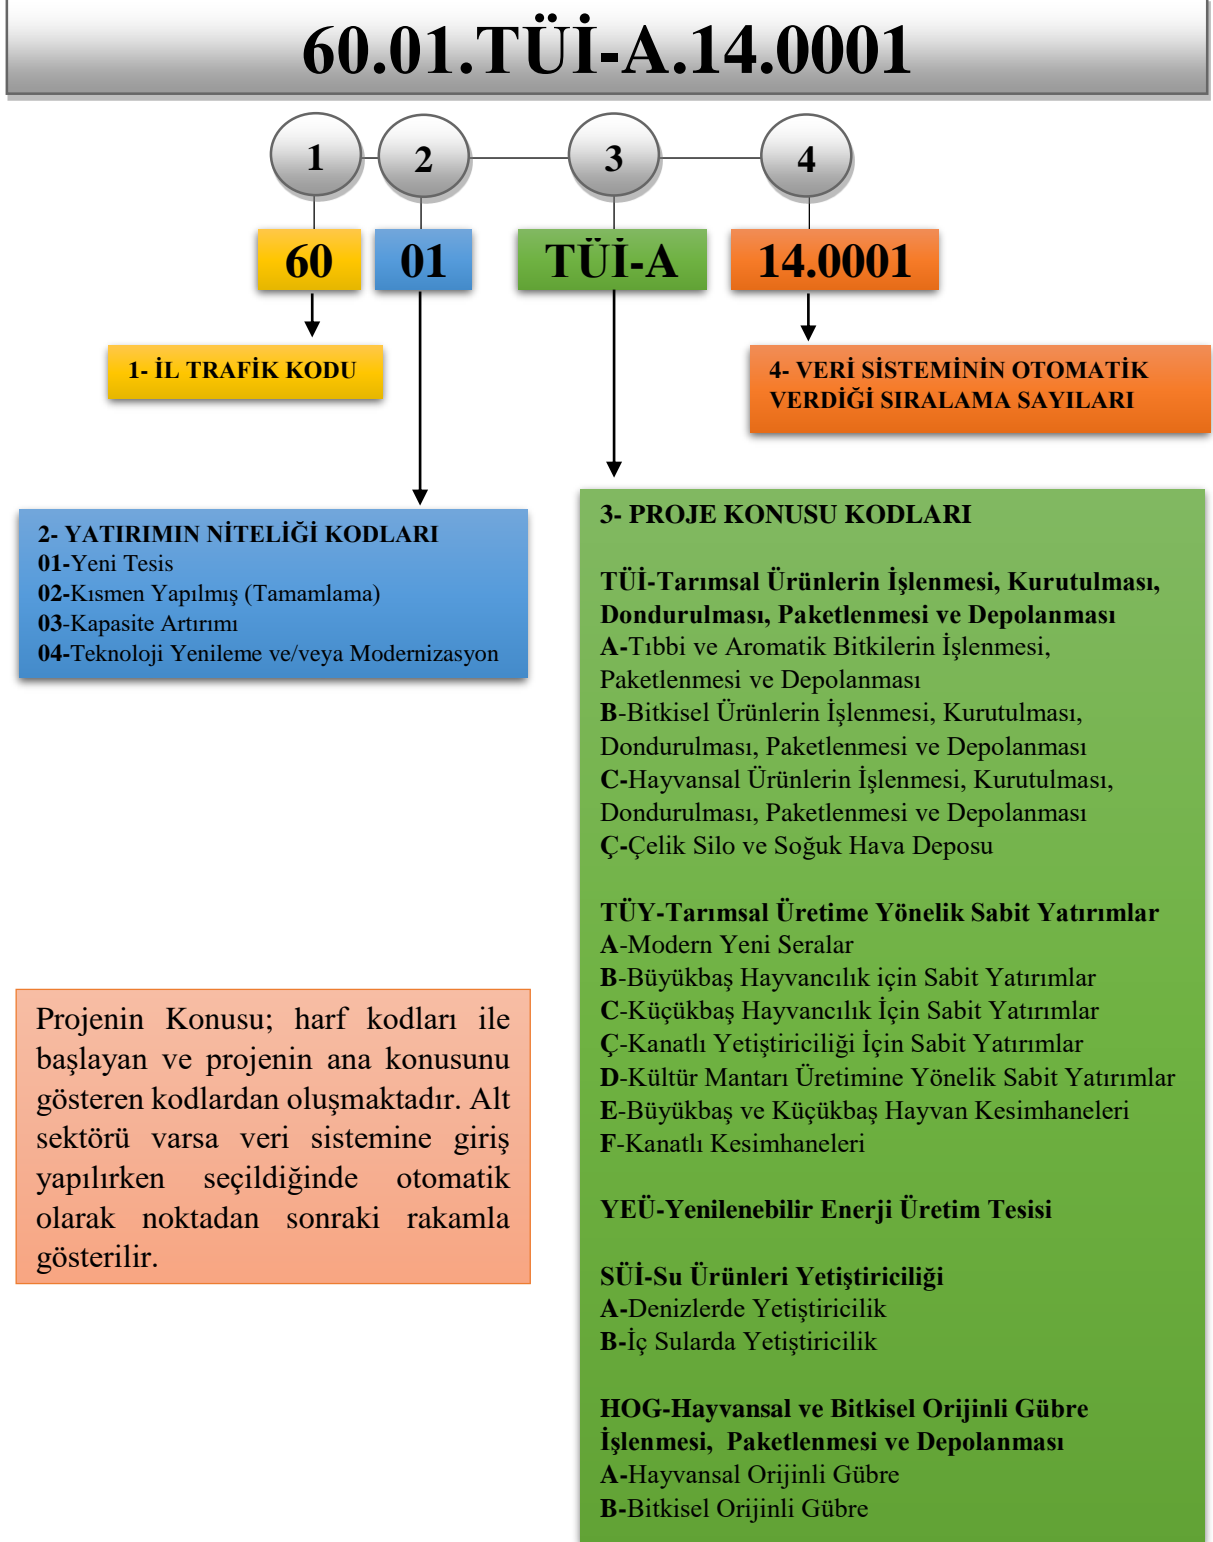 60.01.TÜİ-A.14.0001
1
2
3
4
60
01
TÜİ-A
14.0001
1- İL TRAFİK KODU
4- VERİ SİSTEMİNİN OTOMATİK
VERDİĞİ SIRALAMA SAYILARI
2- YATIRIMIN NİTELİĞİ KODLARI
01-Yeni Tesis
02-Kısmen Yapılmış (Tamamlama)
03-Kapasite Artırımı
04-Teknoloji Yenileme ve/veya Modernizasyon
3- PROJE KONUSU KODLARI
TÜİ-Tarımsal Ürünlerin İşlenmesi, Kurutulması,
Dondurulması, Paketlenmesi ve Depolanması
A-Tıbbi ve Aromatik Bitkilerin İşlenmesi,
Paketlenmesi ve Depolanması
B-Bitkisel Ürünlerin İşlenmesi, Kurutulması,
Dondurulması, Paketlenmesi ve Depolanması
C-Hayvansal Ürünlerin İşlenmesi, Kurutulması,
Dondurulması, Paketlenmesi ve Depolanması
Ç-Çelik Silo ve Soğuk Hava Deposu
TÜY-Tarımsal Üretime Yönelik Sabit Yatırımlar
A-Modern Yeni Seralar
B-Büyükbaş Hayvancılık için Sabit Yatırımlar
C-Küçükbaş Hayvancılık İçin Sabit Yatırımlar
Ç-Kanatlı Yetiştiriciliği İçin Sabit Yatırımlar
D-Kültür Mantarı Üretimine Yönelik Sabit Yatırımlar
E-Büyükbaş ve Küçükbaş Hayvan Kesimhaneleri
F-Kanatlı Kesimhaneleri
YEÜ-Yenilenebilir Enerji Üretim Tesisi
SÜİ-Su Ürünleri Yetiştiriciliği
A-Denizlerde Yetiştiricilik
B-İç Sularda Yetiştiricilik
HOG-Hayvansal ve Bitkisel Orijinli Gübre
İşlenmesi, Paketlenmesi ve Depolanması
A-Hayvansal Orijinli Gübre
B-Bitkisel Orijinli Gübre
Projenin Konusu; harf kodları ile
başlayan ve projenin ana konusunu
gösteren kodlardan oluşmaktadır. Alt
sektörü varsa veri sistemine giriş
yapılırken seçildiğinde otomatik
olarak noktadan sonraki rakamla
gösterilir.